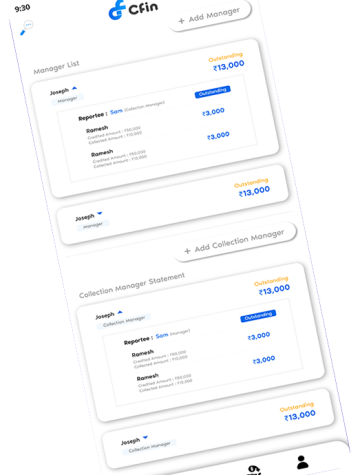 9:30
CFin
+ Add Manager
Manager List
Joseph
Manager
Outstanding
₹13,000
Reportee : Sam (Collection Manager)
Outstanding
Ramesh
Credited Amount : ₹60,000
Collected Amount : ₹10,000
₹3,000
Ramesh
Credited Amount : ₹60,000
Collected Amount : ₹10,000
₹3,000
Joseph
Manager
Outstanding
₹13,000
+ Add Collection Manager
Collection Manager Statement
Joseph
Collection Manager
Outstanding
₹13,000
Reportee : Sam (Manager)
Outstanding
Ramesh
Credited Amount : ₹60,000
Collected Amount : ₹10,000
₹3,000
Ramesh
Credited Amount : ₹60,000
Collected Amount : ₹10,000
₹3,000
Joseph
Collection Manager
Outstanding
₹13,000